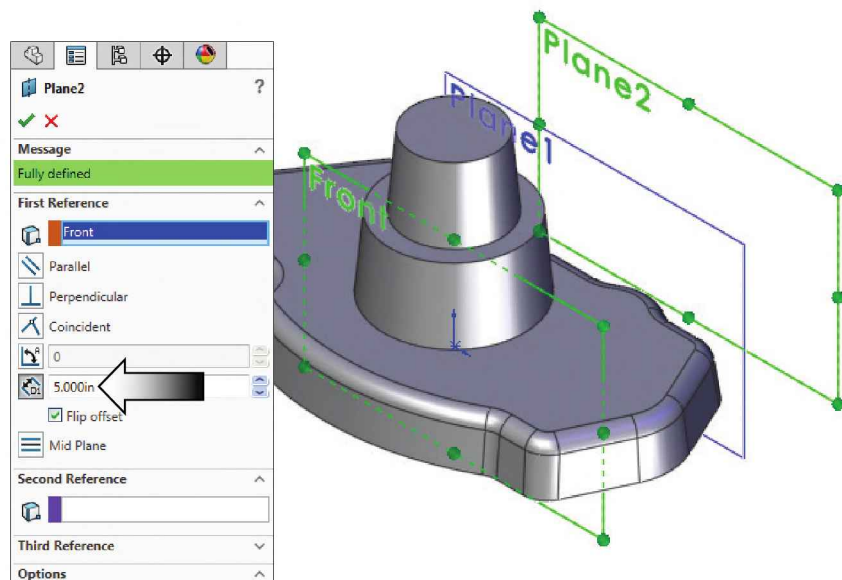 Plane2
?
Message
Fully defined
First Reference
Front
Parallel
Perpendicular
Coincident
0
5.000in
Flip offset
Mid Plane
Second Reference
Third Reference
Options
Plane2
Plane1
Front